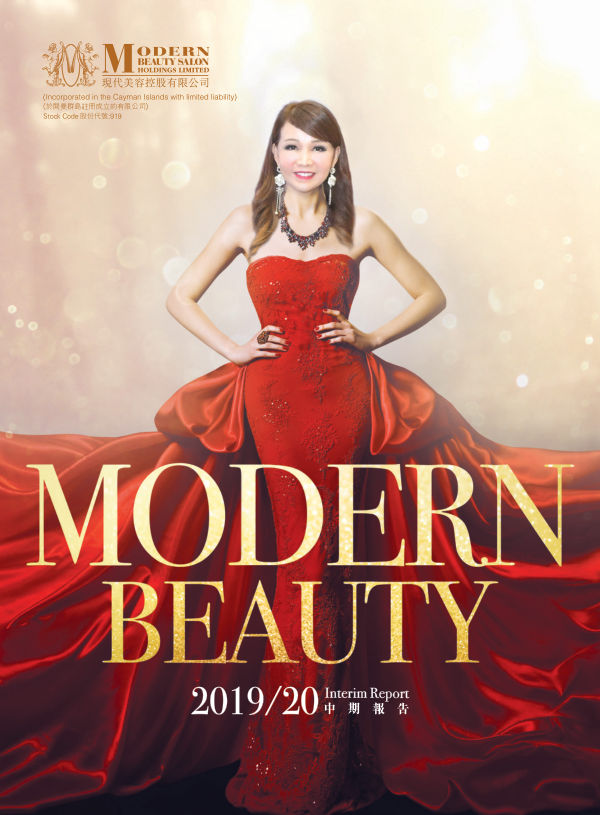 MODERN
BEAUTY SALON
HOLDINGS LIMITED
現代美容控股有限公司
(Incorporated in the Cayman Islands with limited liability)
(於開曼群島註冊成立的有限公司)
Stock Code 股份代號:919
MODERN
BEAUTY
2019/20 Interim Report
中期報告